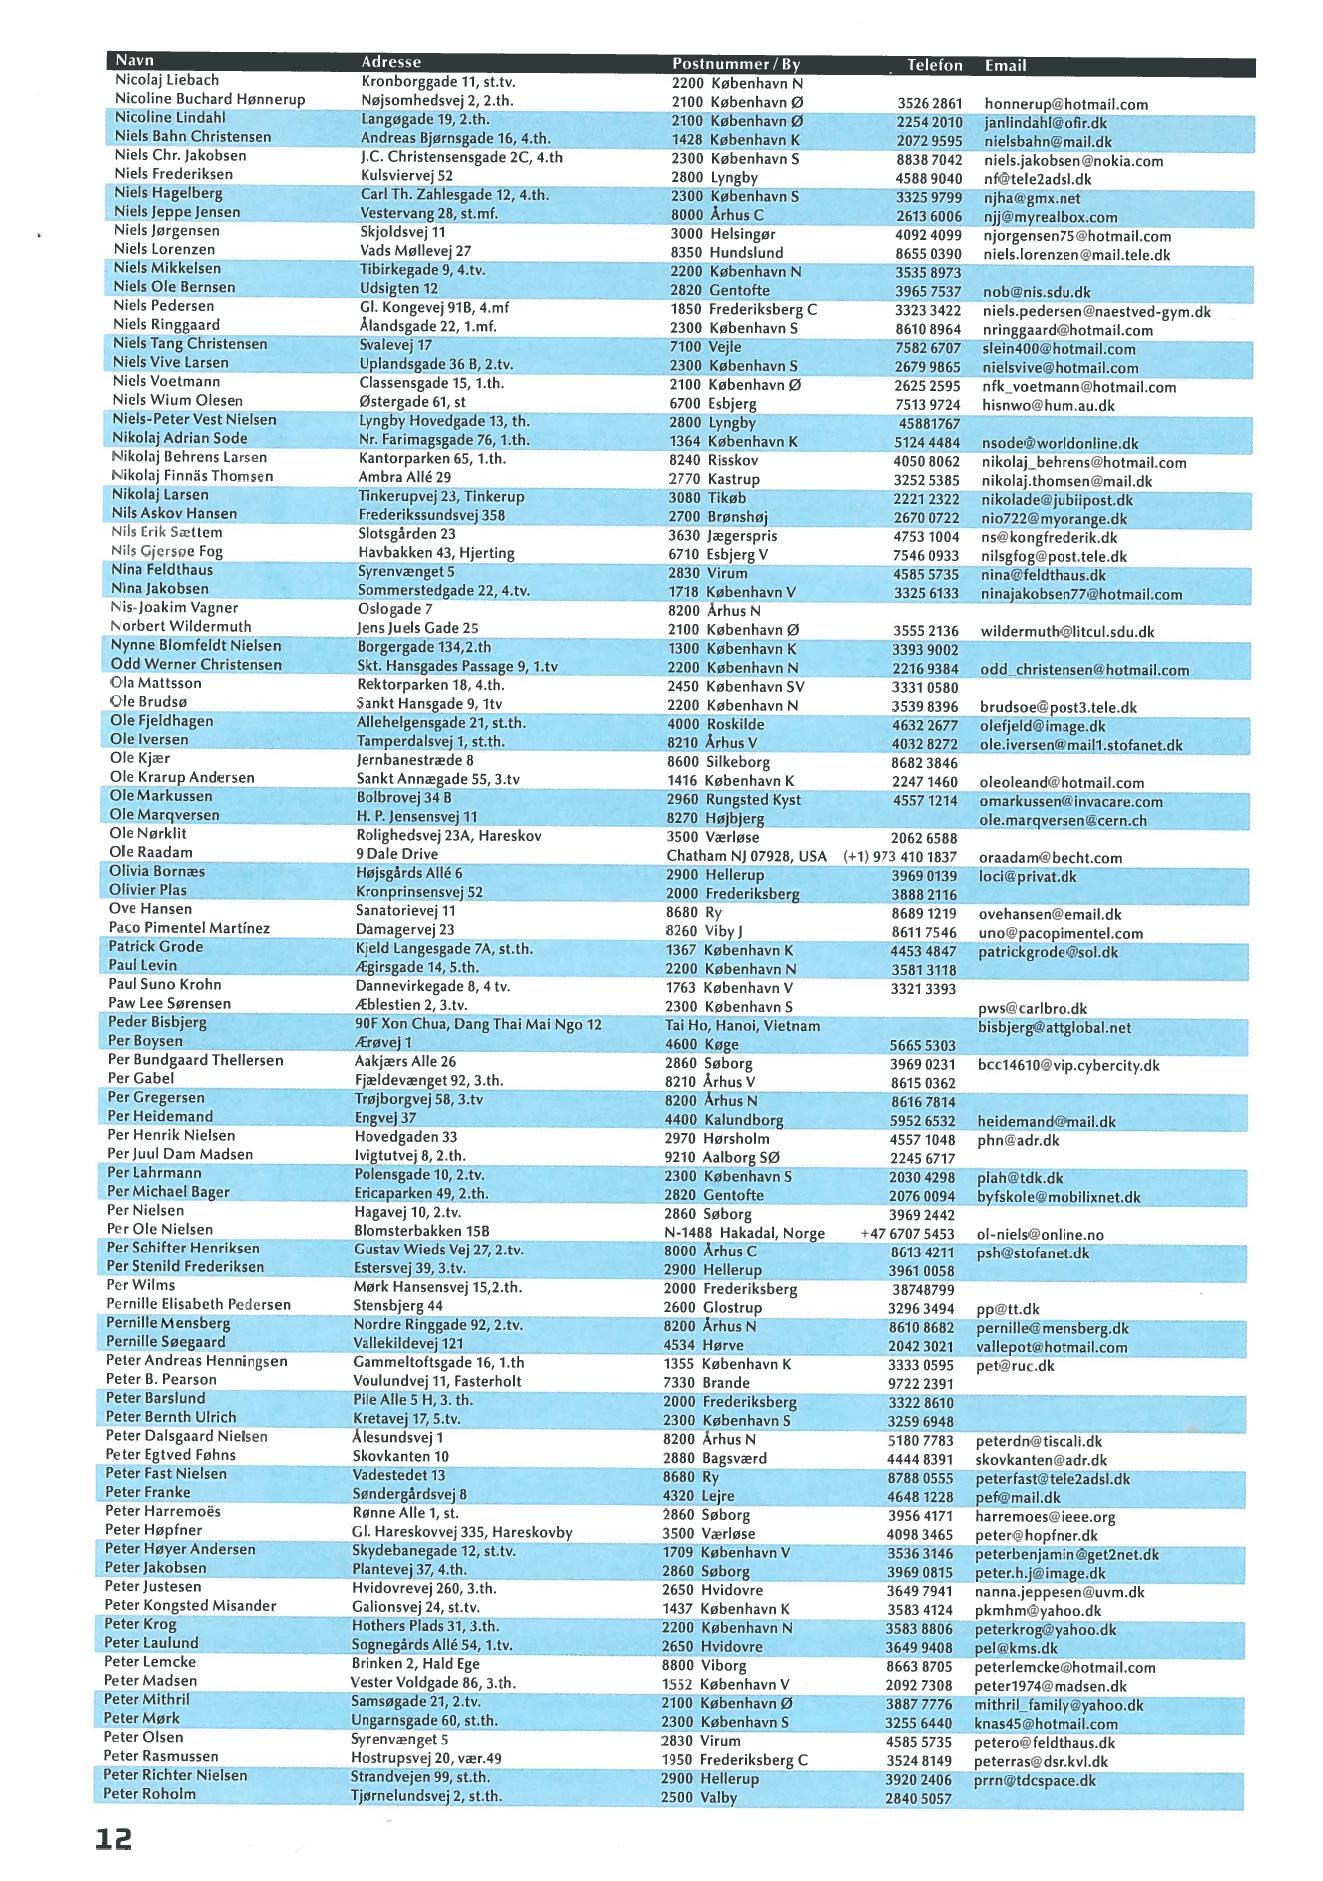 Navn Adresse Postnummer / By Telefon Email
Nicolaj Liebach Kronborggade 11, st.tv. 2200 København N
Nicoline Buchard Hønnerup Nøjsomhedsvej 2, 2.th. 2100 København Ø 3526 2861 honnerup@hotmail.com
Nicoline Lindahl Langøgade 19, 2.th. 2100 København Ø 2254 2010 janlindahl@ofir.dk
Niels Bahn Christensen Andreas Bjørnsgade 16, 4.th. 1428 København K 2072 9595 nielsbahn@mail.dk
Niels Chr. Jakobsen J.C. Christensensgade 2C, 4.th 2300 København S 8838 7042 niels.jakobsen@nokia.com
Niels Frederiksen Kulsviervej 52 2800 Lyngby 4588 9040 nf@tele2adsl.dk
Niels Hagelberg Carl Th. Zahlesgade 12, 4.th. 2300 København S 3325 9799 njha@gmx.net
Niels Jeppe Jensen Vestervang 28, st.mf. 8000 Århus C 2613 6006 njj@myrealbox.com
Niels Jørgensen Skjoldsvej 11 3000 Helsingør 4092 4099 njorgensen75@hotmail.com
Niels Lorenzen Vads Møllevej 27 8350 Hundslund 8655 0390 niels.lorenzen@mail.tele.dk
Niels Mikkelsen Tibirkegade 9, 4.tv. 2200 København N 3535 8973
Niels Ole Bernsen Udsigten 12 2820 Gentofte 3965 7537 nob@nis.sdu.dk
Niels Pedersen Gl. Kongevej 91B, 4.mf 1850 Frederiksberg C 3323 3422 niels.pedersen@naestved-gym.dk
Niels Ringgaard Ålandsgade 22, 1.mf. 2300 København S 8610 8964 nringgaard@hotmail.com
Niels Tang Christensen Svalevej 17 7100 Vejle 7582 6707 slein400@hotmail.com
Niels Vive Larsen Uplandsgade 36 B, 2.tv. 2300 København S 2679 9865 nielsvive@hotmail.com
Niels Voetmann Classensgade 15, 1.th. 2100 København Ø 2625 2595 nfk_voetmann@hotmail.com
Niels Wium Olesen Østergade 61, st 6700 Esbjerg 7513 9724 hisnwo@hum.au.dk
Niels-Peter Vest Nielsen Lyngby Hovedgade 13, th. 2800 Lyngby 45881767
Nikolaj Adrian Sode Nr. Farimagsgade 76, 1.th. 1364 København K 5124 4484 nsode@worldonline.dk
Nikolaj Behrens Larsen Kantorparken 65, 1.th. 8240 Risskov 4050 8062 nikolaj_behrens@hotmail.com
Nikolaj Finnäs Thomsen Ambra Allé 29 2770 Kastrup 3252 5385 nikolaj.thomsen@mail.dk
Nikolaj Larsen Tinkerupvej 23, Tinkerup 3080 Tikøb 2221 2322 nikolade@jubiipost.dk
Nils Askov Hansen Frederikssundsvej 358 2700 Brønshøj 2670 0722 nio722@myorange.dk
Nils Erik Sættem Slotsgården 23 3630 Jægerspris 4753 1004 ns@kongfrederik.dk
Nils Gjersøe Fog Havbakken 43, Hjerting 6710 Esbjerg V 7546 0933 nilsgfog@post.tele.dk
Nina Feldthaus Syrenvænget 5 2830 Virum 4585 5735 nina@feldthaus.dk
Nina Jakobsen Sommerstedgade 22, 4.tv. 1718 København V 3325 6133 ninajakobsen77@hotmail.com
Nis-Joakim Vagner Oslogade 7 8200 Århus N
Norbert Wildermuth Jens Juels Gade 25 2100 København Ø 3555 2136 wildermuth@litcul.sdu.dk
Nynne Blomfeldt Nielsen Borgergade 134,2.th 1300 København K 3393 9002
Odd Werner Christensen Skt. Hansgades Passage 9, 1.tv 2200 København N 2216 9384 odd_christensen@hotmail.com
Ola Mattsson Rektorparken 18, 4.th. 2450 København SV 3331 0580
Ole Brudsø Sankt Hansgade 9, 1tv 2200 København N 3539 8396 brudsoe@post3.tele.dk
Ole Fjeldhagen Allehelgensgade 21, st.th. 4000 Roskilde 4632 2677 olefjeld@image.dk
Ole Iversen Tamperdalsvej 1, st.th. 8210 Århus V 4032 8272 ole.iversen@mail1.stofanet.dk
Ole Kjær Jernbanestræde 8 8600 Silkeborg 8682 3846
Ole Krarup Andersen Sankt Annægade 55, 3.tv 1416 København K 2247 1460 oleoleand@hotmail.com
Ole Markussen Bolbrovej 34 B 2960 Rungsted Kyst 4557 1214 omarkussen@invacare.com
Ole Marqversen H. P. Jensensvej 11 8270 Højbjerg ole.marqversen@cern.ch
Ole Nørklit Rolighedsvej 23A, Hareskov 3500 Værløse 2062 6588
Ole Raadam 9 Dale Drive Chatham NJ 07928, USA (+1) 973 410 1837 oraadam@becht.com
Olivia Bornæs Højsgårds Allé 6 2900 Hellerup 3969 0139 loci@privat.dk
Olivier Plas Kronprinsensvej 52 2000 Frederiksberg 3888 2116
Ove Hansen Sanatorievej 11 8680 Ry 8689 1219 ovehansen@email.dk
Paco Pimentel Martínez Damagervej 23 8260 Viby J 8611 7546 uno@pacopimentel.com
Patrick Grode Kjeld Langesgade 7A, st.th. 1367 København K 4453 4847 patrickgrode@sol.dk
Paul Levin Ægirsgade 14, 5.th. 2200 København N 3581 3118
Paul Suno Krohn Dannevirkegade 8, 4 tv. 1763 København V 3321 3393
Paw Lee Sørensen Æblestien 2, 3.tv. 2300 København S pws@carlbro.dk
Peder Bisbjerg 90F Xon Chua, Dang Thai Mai Ngo 12 Tai Ho, Hanoi, Vietnam bisbjerg@attglobal.net
Per Boysen Ærøvej 1 4600 Køge 5665 5303
Per Bundgaard Thellersen Aakjærs Alle 26 2860 Søborg 3969 0231 bcc14610@vip.cybercity.dk
Per Gabel Fjældevænget 92, 3.th. 8210 Århus V 8615 0362
Per Gregersen Trøjborgvej 58, 3.tv 8200 Århus N 8616 7814
Per Heidemand Engvej 37 4400 Kalundborg 5952 6532 heidemand@mail.dk
Per Henrik Nielsen Hovedgaden 33 2970 Hørsholm 4557 1048 phn@adr.dk
Per Juul Dam Madsen Ivigtutvej 8, 2.th. 9210 Aalborg SØ 2245 6717
Per Lahrmann Polensgade 10, 2.tv. 2300 København S 2030 4298 plah@tdk.dk
Per Michael Bager Ericaparken 49, 2.th. 2820 Gentofte 2076 0094 byfskole@mobilixnet.dk
Per Nielsen Hagavej 10, 2.tv. 2860 Søborg 3969 2442
Per Ole Nielsen Blomsterbakken 15B N-1488 Hakadal, Norge +47 6707 5453 ol-niels@online.no
Per Schifter Henriksen Gustav Wieds Vej 27, 2.tv. 8000 Århus C 8613 4211 psh@stofanet.dk
Per Stenild Frederiksen Estersvej 39, 3.tv. 2900 Hellerup 3961 0058
Per Wilms Mørk Hansensvej 15,2.th. 2000 Frederiksberg 38748799
Pernille Elisabeth Pedersen Stensbjerg 44 2600 Glostrup 3296 3494 pp@tt.dk
Pernille Mensberg Nordre Ringgade 92, 2.tv. 8200 Århus N 8610 8682 pernille@mensberg.dk
Pernille Søegaard Vallekildevej 121 4534 Hørve 2042 3021 vallepot@hotmail.com
Peter Andreas Henningsen Gammeltoftsgade 16, 1.th 1355 København K 3333 0595 pet@ruc.dk
Peter B. Pearson Voulundvej 11, Fasterholt 7330 Brande 9722 2391
Peter Barslund Pile Alle 5 H, 3. th. 2000 Frederiksberg 3322 8610
Peter Bernth Ulrich Kretavej 17, 5.tv. 2300 København S 3259 6948
Peter Dalsgaard Nielsen Ålesundsvej 1 8200 Århus N 5180 7783 peterdn@tiscali.dk
Peter Egtved Føhns Skovkanten 10 2880 Bagsværd 4444 8391 skovkanten@adr.dk
Peter Fast Nielsen Vadestedet 13 8680 Ry 8788 0555 peterfast@tele2adsl.dk
Peter Franke Søndergårdsvej 8 4320 Lejre 4648 1228 pef@mail.dk
Peter Harremoës Rønne Alle 1, st. 2860 Søborg 3956 4171 harremoes@ieee.org
Peter Høpfner Gl. Hareskovvej 335, Hareskovby 3500 Værløse 4098 3465 peter@hopfner.dk
Peter Høyer Andersen Skydebanegade 12, st.tv. 1709 København V 3536 3146 peterbenjamin@get2net.dk
Peter Jakobsen Plantevej 37, 4.th. 2860 Søborg 3969 0815 peter.h.j@image.dk
Peter Justesen Hvidovrevej 260, 3.th. 2650 Hvidovre 3649 7941 nanna.jeppesen@uvm.dk
Peter Kongsted Misander Galionsvej 24, st.tv. 1437 København K 3583 4124 pkmhm@yahoo.dk
Peter Krog Hothers Plads 31, 3.th. 2200 København N 3583 8806 peterkrog@yahoo.dk
Peter Laulund Sognegårds Allé 54, 1.tv. 2650 Hvidovre 3649 9408 pel@kms.dk
Peter Lemcke Brinken 2, Hald Ege 8800 Viborg 8663 8705 peterlemcke@hotmail.com
Peter Madsen Vester Voldgade 86, 3.th. 1552 København V 2092 7308 peter1974@madsen.dk
Peter Mithril Samsøgade 21, 2.tv. 2100 København Ø 3887 7776 mithril_family@yahoo.dk
Peter Mørk Ungarnsgade 60, st.th. 2300 København S 3255 6440 knas45@hotmail.com
Peter Olsen Syrenvænget 5 2830 Virum 4585 5735 petero@feldthaus.dk
Peter Rasmussen Hostrupsvej 20, vær.49 1950 Frederiksberg C 3524 8149 peterras@dsr.kvl.dk
Peter Richter Nielsen Strandvejen 99, st.th. 2900 Hellerup 3920 2406 prrn@tdcspace.dk
Peter Roholm Tjørnelundsvej 2, st.th. 2500 Valby 2840 5057
12